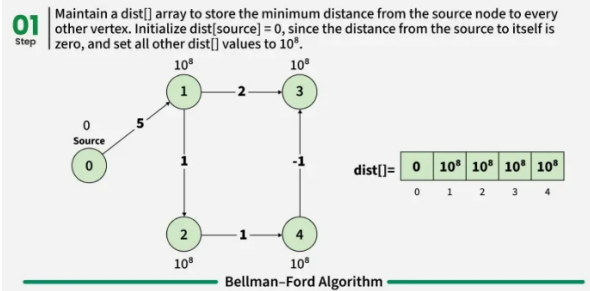 01
Step
Maintain a dist[] array to store the minimum distance from the source node to every
other vertex. Initialize dist[source] = 0, since the distance from the source to itself is
zero, and set all other dist[] values to 10⁸.
10⁸ 10⁸
1 2 3
0 5
Source
0 1 -1
dist[]= 0 10⁸ 10⁸ 10⁸ 10⁸
0 1 2 3 4
2 1 4
10⁸ 10⁸
Bellman–Ford Algorithm